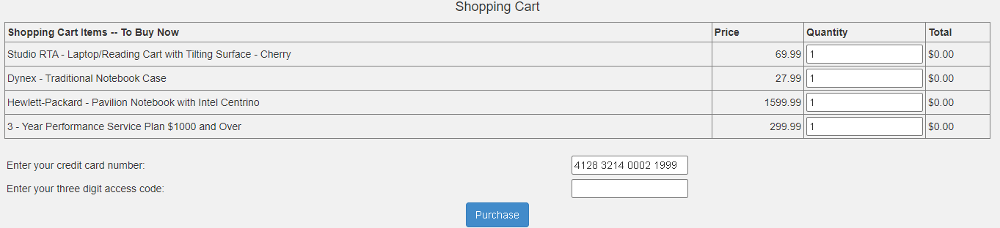 Shopping Cart
Shopping Cart Items -- To Buy Now Price Quantity Total
Studio RTA - Laptop/Reading Cart with Tilting Surface - Cherry 69.99 1 $0.00
Dynex - Traditional Notebook Case 27.99 1 $0.00
Hewlett-Packard - Pavilion Notebook with Intel Centrino 1599.99 1 $0.00
3 - Year Performance Service Plan $1000 and Over 299.99 1 $0.00
Enter your credit card number: 4128 3214 0002 1999
Enter your three digit access code:
Purchase